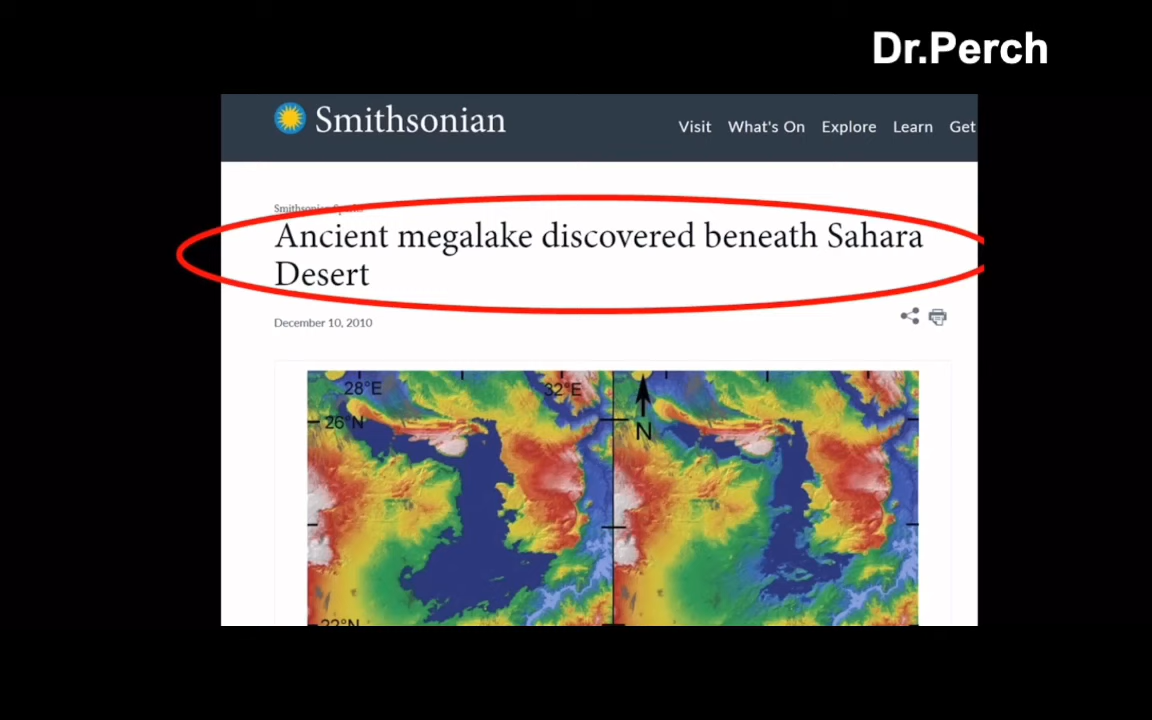 Dr.Perch
Smithsonian
Visit What's On Explore Learn Get
Ancient megalake discovered beneath Sahara
Desert
December 10, 2010
28°E
32°E
26°N
N
22°N